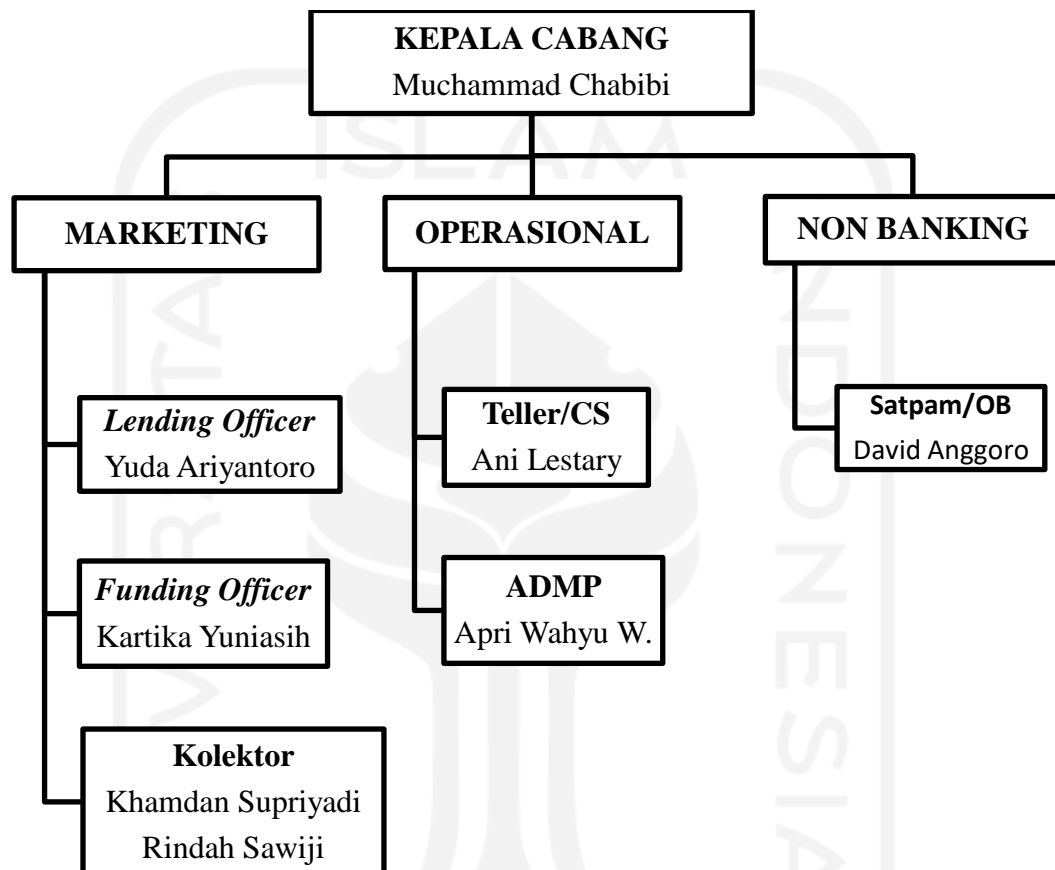 KEPALA CABANG
Muchammad Chabibi
ISLAM
MARKETING
OPERASIONAL
NON BANKING
Lending Officer
Yuda Ariyantoro
Teller/CS
Ani Lestary
Satpam/OB
David Anggoro
Funding Officer
Kartika Yuniasih
ADMP
Apri Wahyu W.
Kolektor
Khamdan Supriyadi
Rindah Sawiji